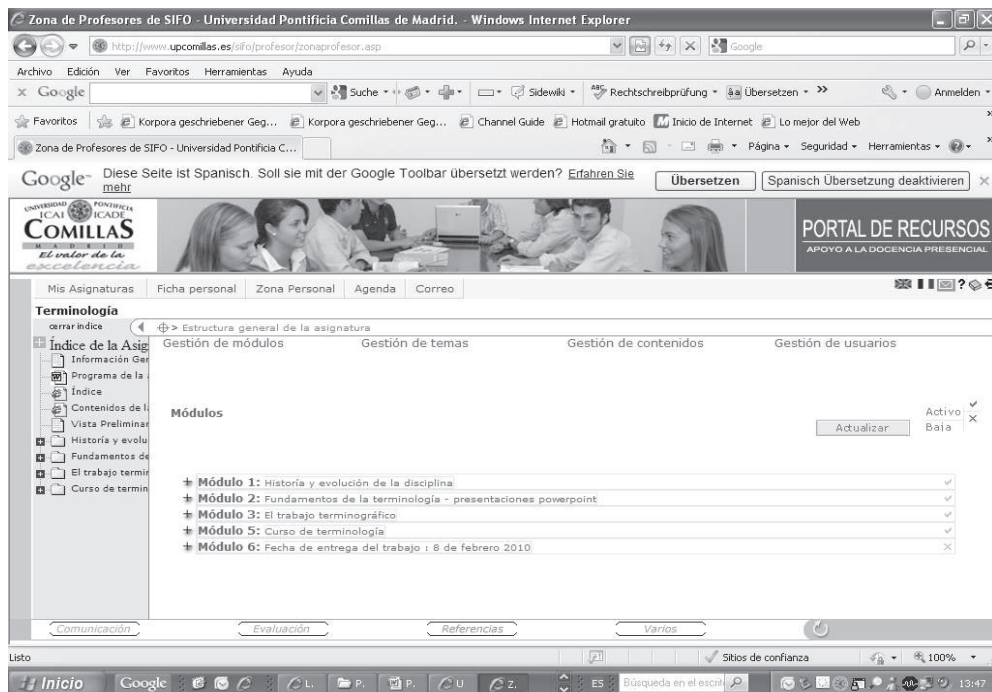 Zona de Profesores de SIFO - Universidad Pontificia Comillas de Madrid. - Windows Internet Explorer
http://www.upcomillas.es/sifo/profesor/zonaprofesor.asp Google
Archivo Edición Ver Favoritos Herramientas Ayuda
x Google Suche Sidewiki ABC Rechtschreibprüfung Übersetzen >> Anmelden
Favoritos Korpora geschriebener Geg... Korpora geschriebener Geg... Channel Guide Hotmail gratuito Inicio de Internet Lo mejor del Web
Zona de Profesores de SIFO - Universidad Pontificia C... Página Seguridad Herramientas
Google Diese Seite ist Spanisch. Soll sie mit der Google Toolbar übersetzt werden? Erfahren Sie
mehr Übersetzen Spanisch Übersetzung deaktivieren
UNIVERSIDAD PONTIFICIA
ICAI ICADE
COMILLAS
MADRID
El valor de la
excelencia
PORTAL DE RECURSOS
APOYO A LA DOCENCIA PRESENCIAL
Mis Asignaturas Ficha personal Zona Personal Agenda Correo
Terminología
cerrar indice > Estructura general de la asignatura
Índice de la Asig
Gestión de módulos Gestión de temas Gestión de contenidos Gestión de usuarios
Información Ger
Programa de la
Índice
Contenidos de l
Vista Preliminar
Historía y evolu
Fundamentos de
El trabajo termir
Curso de termin
Módulos
Actualizar
Activo
Baja
Módulo 1: Historía y evolución de la disciplina
Módulo 2: Fundamentos de la terminología - presentaciones powerpoint
Módulo 3: El trabajo terminográfico
Módulo 5: Curso de terminología
Módulo 6: Fecha de entrega del trabajo : 8 de febrero 2010
Comunicación Evaluación Referencias Varios
Listo Sitios de confianza 100%
Inicio Google L. P. P. U Z. ES Búsqueda en el escrit 13:47